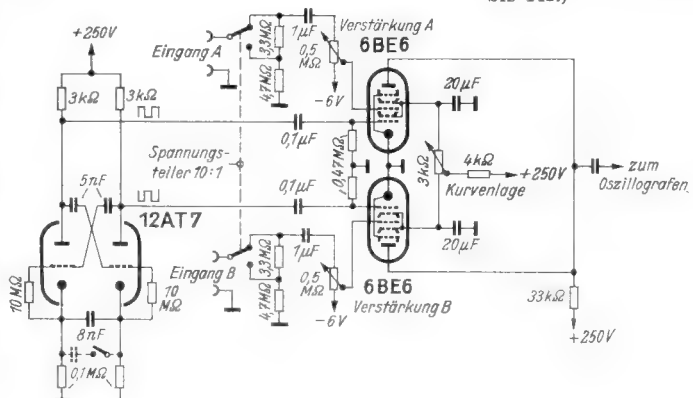 +250V
3kΩ
3kΩ
Eingang A
3,3MΩ
4,7MΩ
1µF
0,5
MΩ
-6V
Verstärkung A
6BE6
20µF
0,1µF
Spannungs-
teiler 10:1
0,47MΩ
3kΩ
4kΩ
+250V
Kurvenlage
zum
Oszillografen
5nF
12AT7
0,1µF
10MΩ
10
MΩ
8nF
0,1MΩ
Eingang B
3,3MΩ
4,7MΩ
1µF
0,5
MΩ
-6V
6BE6
Verstärkung B
20µF
33kΩ
+250V